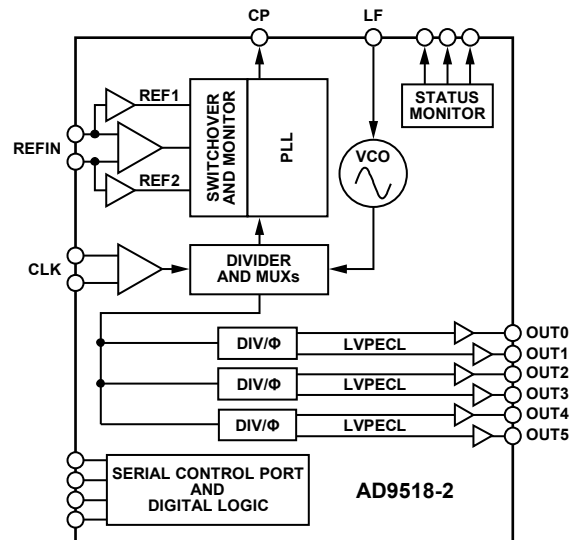 CP
LF
REF1
REFIN
REF2
SWITCHOVER
AND MONITOR
PLL
STATUS
MONITOR
VCO
CLK
DIVIDER
AND MUXs
DIV/Φ
LVPECL
OUT0
OUT1
DIV/Φ
LVPECL
OUT2
OUT3
DIV/Φ
LVPECL
OUT4
OUT5
SERIAL CONTROL PORT
AND
DIGITAL LOGIC
AD9518-2